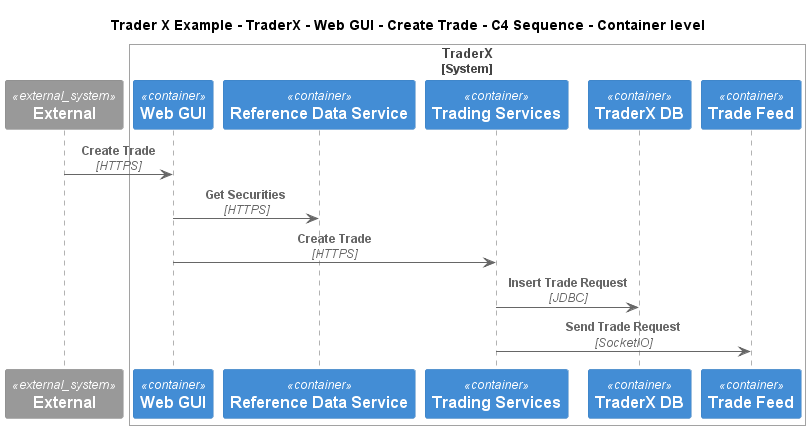 Trader X Example - TraderX - Web GUI - Create Trade - C4 Sequence - Container level
TraderX
[System]
«external_system» «container» «container» «container» «container» «container»
External Web GUI Reference Data Service Trading Services TraderX DB Trade Feed
Create Trade
[HTTPS]
Get Securities
[HTTPS]
Create Trade
[HTTPS]
Insert Trade Request
[JDBC]
Send Trade Request
[SocketIO]
«external_system» «container» «container» «container» «container» «container»
External Web GUI Reference Data Service Trading Services TraderX DB Trade Feed